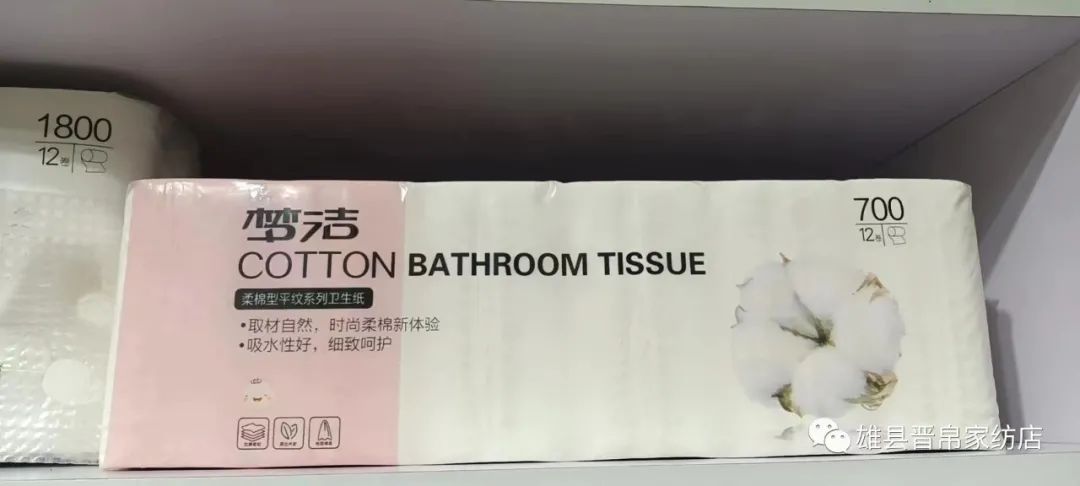 1800
12卷
梦洁
COTTON BATHROOM TISSUE
柔棉型平纹系列卫生纸
•取材自然，时尚柔棉新体验
•吸水性好，细致呵护
700
12卷
雄县晋帛家纺店